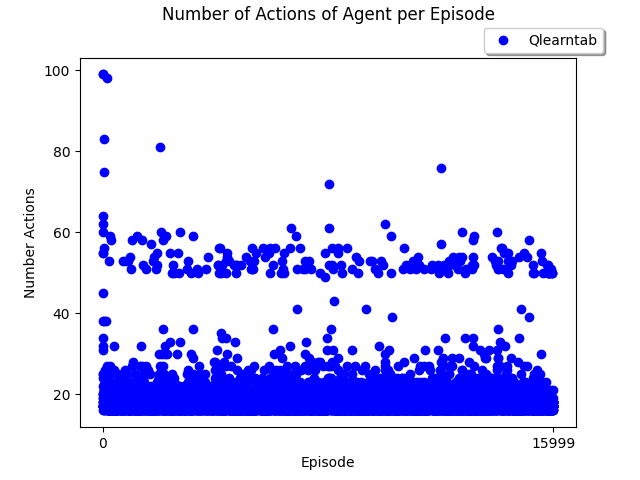 Number of Actions of Agent per Episode
Qlearntab
100
80
60
40
20
Number Actions
0
15999
Episode